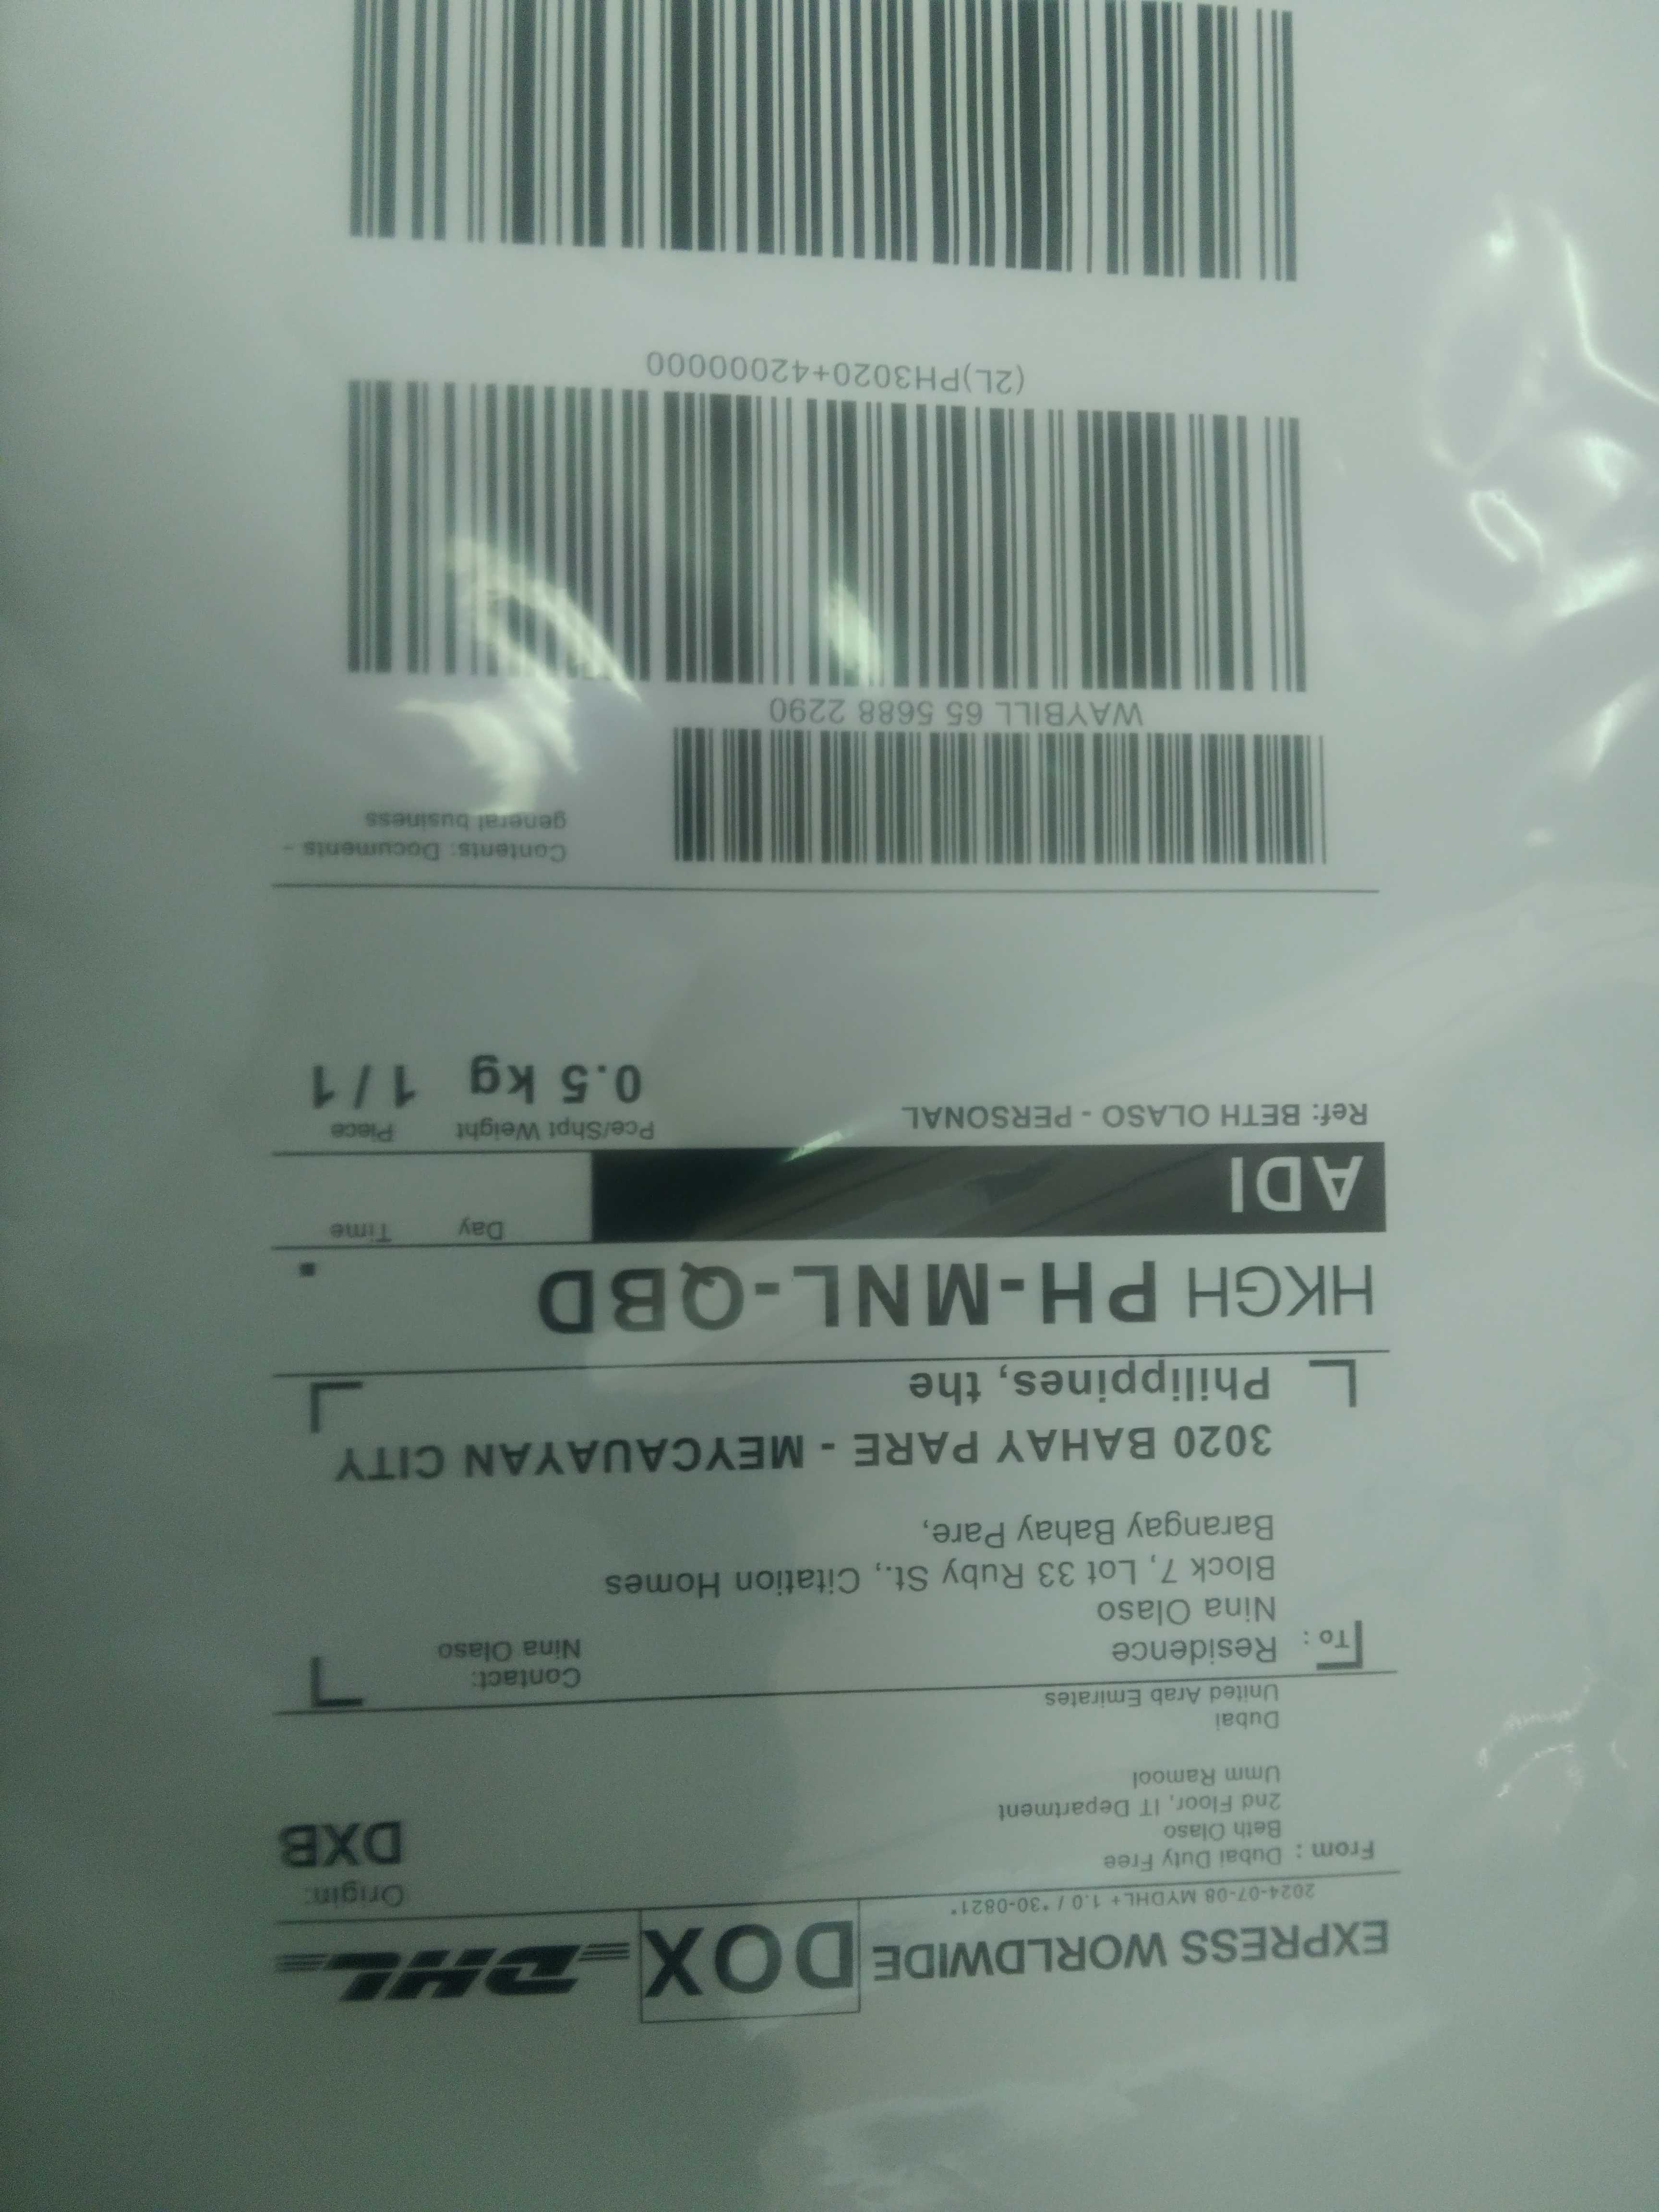 EXPRESS WORLDWIDE DOX DHL
2024-07-08 MYDHL+ 1.0 / *30-0821*
From : Dubai Duty Free
Beth Olaso
2nd Floor, IT Department
Umm Ramool
Dubai
United Arab Emirates
Origin:
DXB
To : Residence
Nina Olaso
Block 7, Lot 33 Ruby St., Citation Homes
Barangay Bahay Pare,
3020 BAHAY PARE - MEYCAUAYAN CITY
Philippines, the
Contact:
Nina Olaso
HKGH PH-MNL-QBD
ADI
Day Time
Ref: BETH OLASO - PERSONAL
Pce/Shpt Weight Piece
0.5 kg 1 / 1
Contents: Documents -
general business
WAYBILL 65 5688 2290
(2L)PH3020+42000000